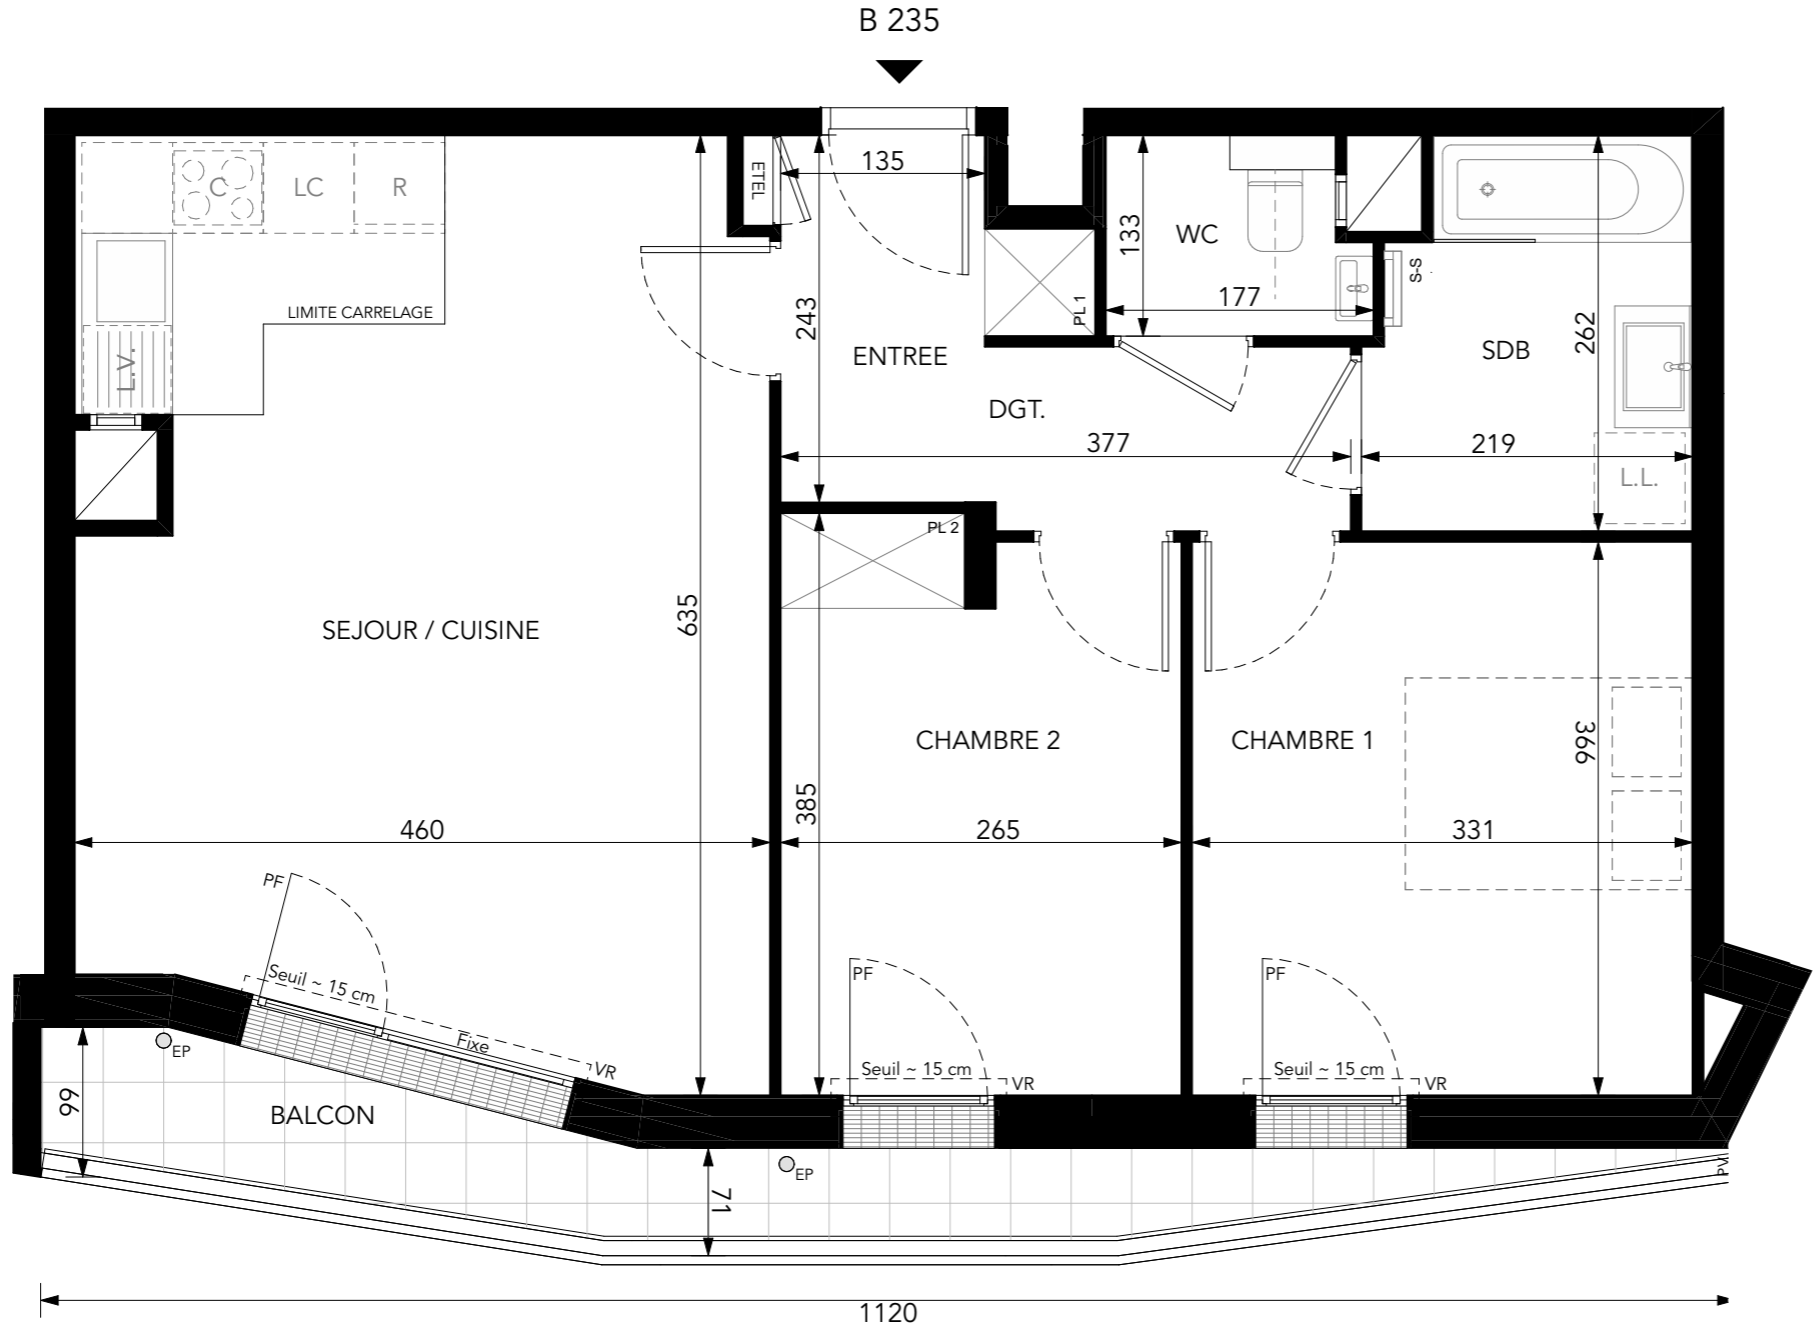 B 235
C
LC
R
ETEL
135
133
WC
177
S-S
PL 1
LIMITE CARRELAGE
L.V.
243
ENTREE
DGT.
377
SDB
262
219
L.L.
PL 2
SEJOUR / CUISINE
635
CHAMBRE 2
CHAMBRE 1
366
385
460
265
331
PF
Seuil ~ 15 cm
Fixe
VR
PF
Seuil ~ 15 cm
VR
PF
Seuil ~ 15 cm
VR
EP
99
BALCON
EP
71
PV
1120